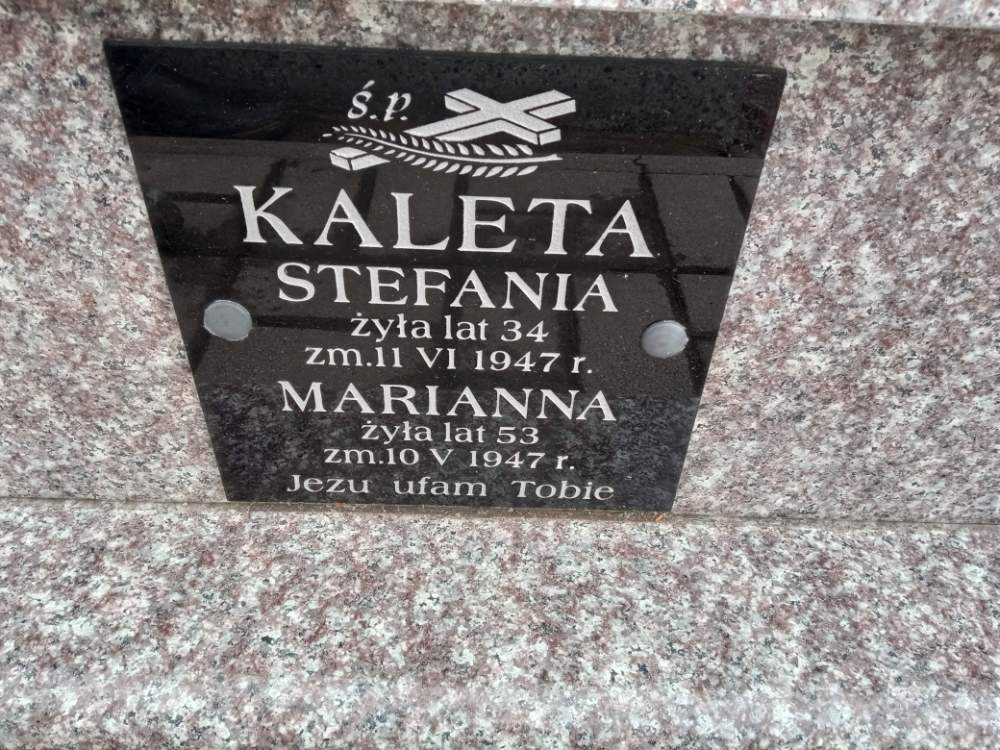 ś.p.
KALETA
STEFANIA
żyła lat 34
zm.11 VI 1947 r.
MARIANNA
żyła lat 53
zm.10 V 1947 r.
Jezu ufam Tobie